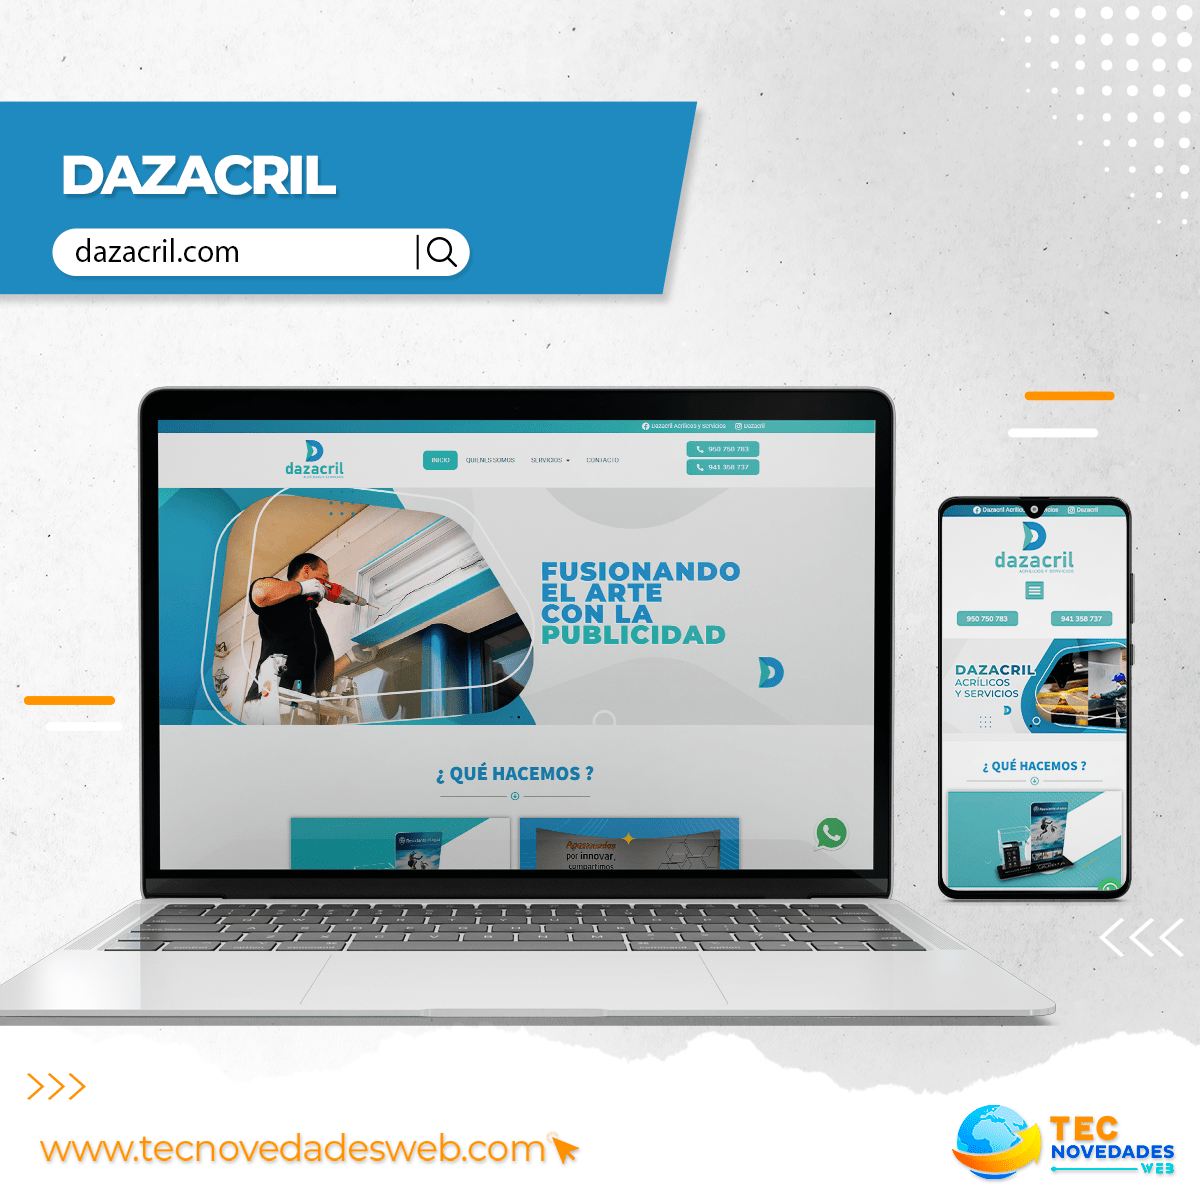 DAZACRIL
dazacril.com
Dazacril Acrílicos y Servicios
Dazacril
dazacril
ACRÍLICOS Y SERVICIOS
INICIO
QUIENES SOMOS
SERVICIOS
CONTACTO
950 750 783
941 358 737
FUSIONANDO
EL ARTE
CON LA
PUBLICIDAD
¿ QUÉ HACEMOS ?
Apasionados
por innovar,
compartimos
Dazacril
dazacril
ACRÍLICOS Y SERVICIOS
950 750 783
941 358 737
DAZACRIL
ACRÍLICOS
Y SERVICIOS
¿ QUÉ HACEMOS ?
www.tecnovedadesweb.com
TEC
NOVEDADES
WEB